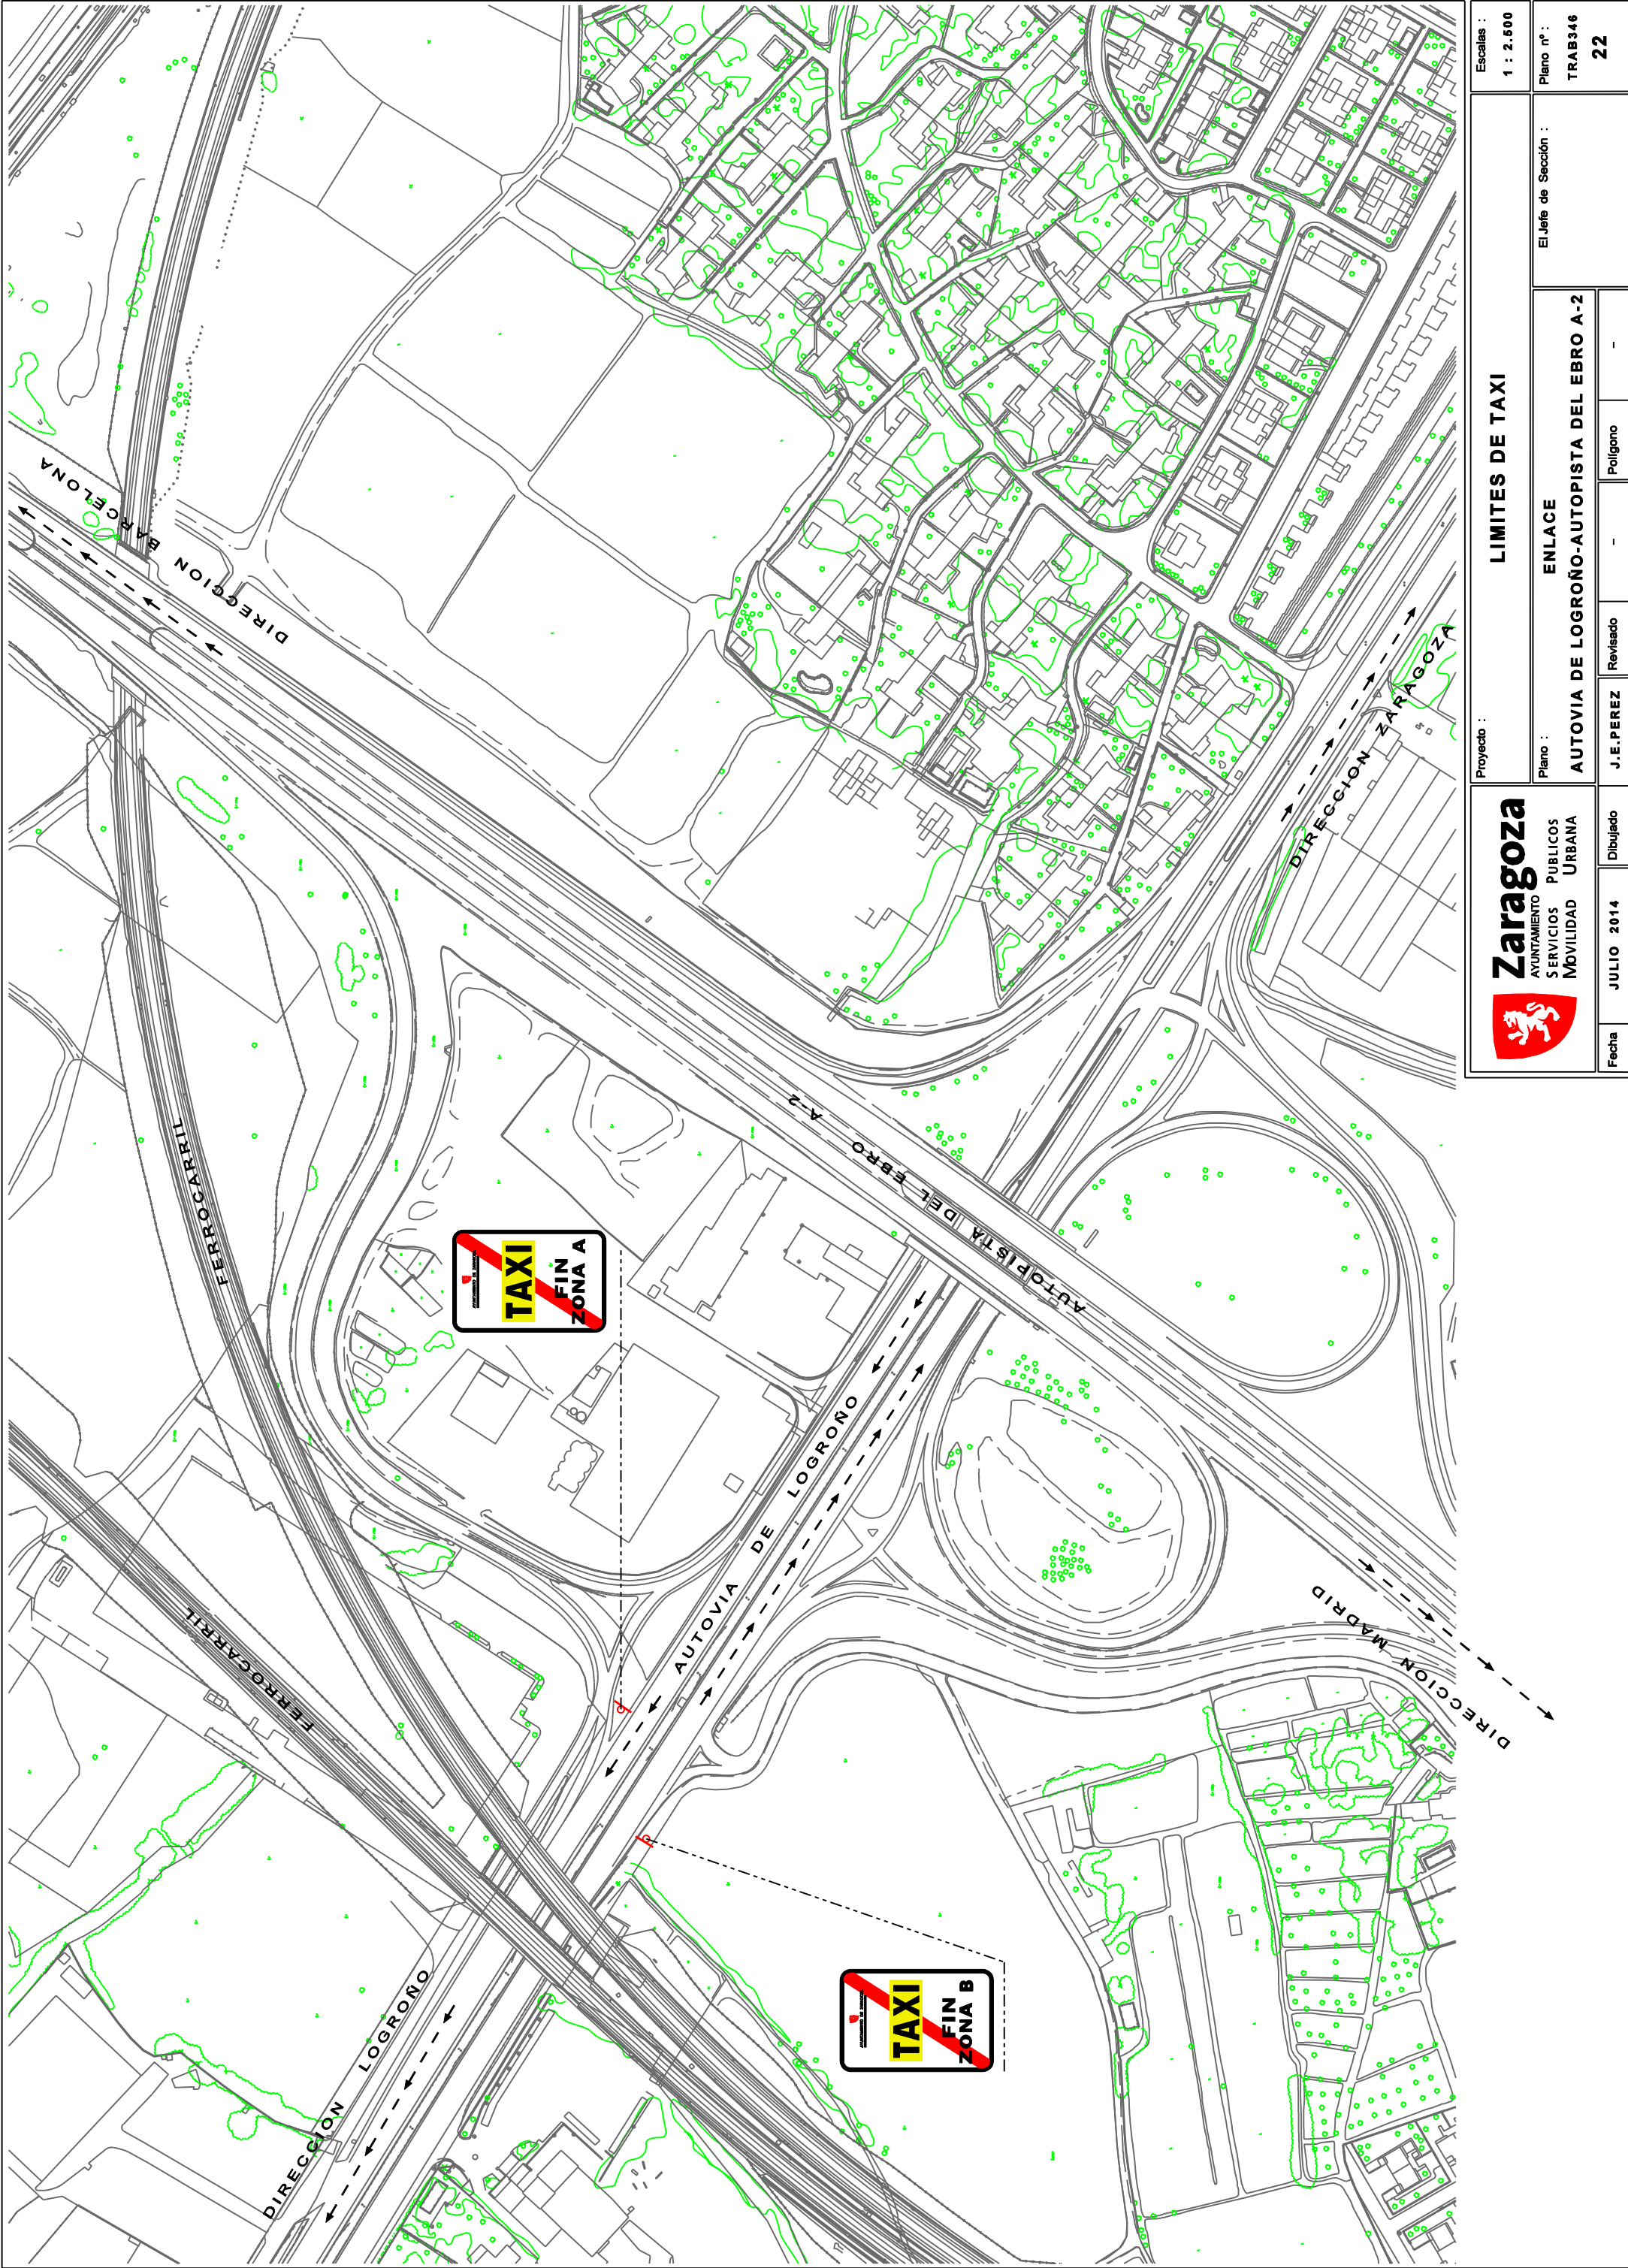 DIRECCION BARCELONA
FERROCARRIL
FERROCARRIL
AUTOPISTA DEL EBRO A-2
AUTOVIA DE LOGROÑO
DIRECCION ZARAGOZA
DIRECCION MADRID
DIRECCION LOGROÑO
TAXI
FIN
ZONA A
TAXI
FIN
ZONA B
Zaragoza
AYUNTAMIENTO
SERVICIOS PUBLICOS
MOVILIDAD URBANA
Proyecto :
LIMITES DE TAXI
Escalas :
1 : 2.500
Plano :
ENLACE
AUTOVIA DE LOGROÑO-AUTOPISTA DEL EBRO A-2
El Jefe de Sección :
Plano nº :
TRAB346
22
Fecha
JULIO 2014
Dibujado
J.E.PEREZ
Revisado
-
Polígono
-